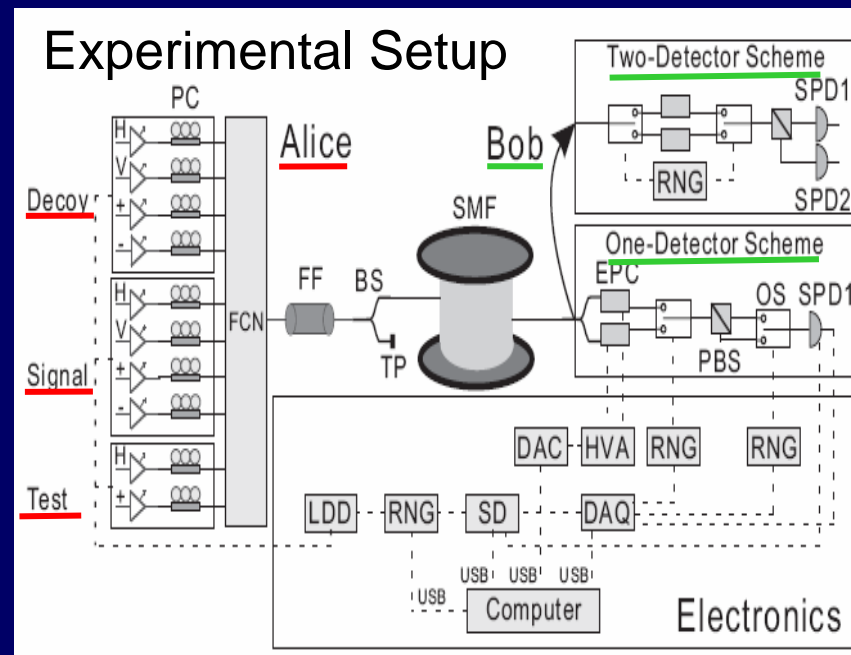 Experimental Setup
PC
Decoy
H
V
+
-
Signal
H
V
+
-
Test
H
+
Alice
FCN
FF
BS
TP
SMF
Bob
Two-Detector Scheme
SPD1
RNG
SPD2
One-Detector Scheme
EPC
OS SPD1
PBS
DAC HVA RNG RNG
LDD RNG SD DAQ
USB USB USB USB
Computer
Electronics